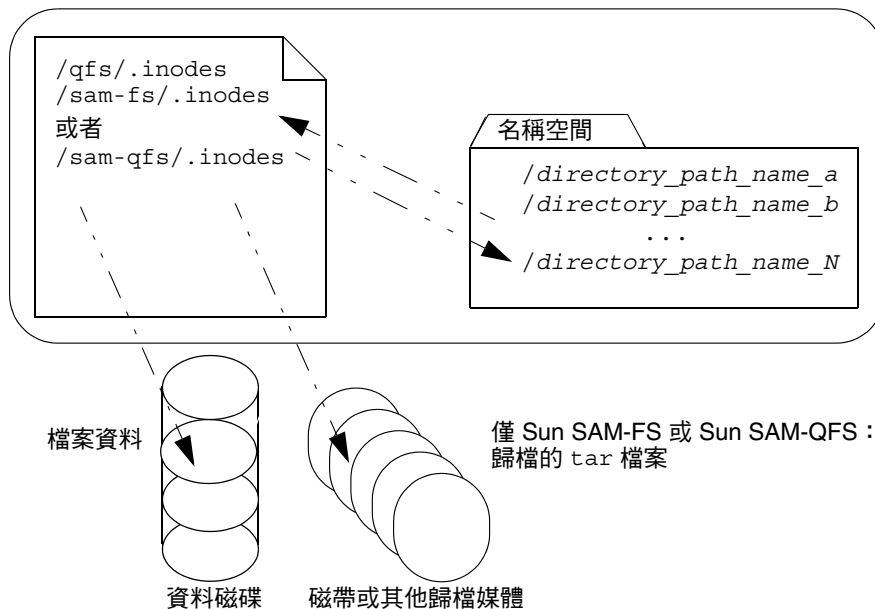 /qfs/.inodes
/sam-fs/.inodes
或者
/sam-qfs/.inodes
名稱空間
/directory_path_name_a
/directory_path_name_b
...
/directory_path_name_N
檔案資料
僅 Sun SAM-FS 或 Sun SAM-QFS：
歸檔的 tar 檔案
資料磁碟
磁帶或其他歸檔媒體